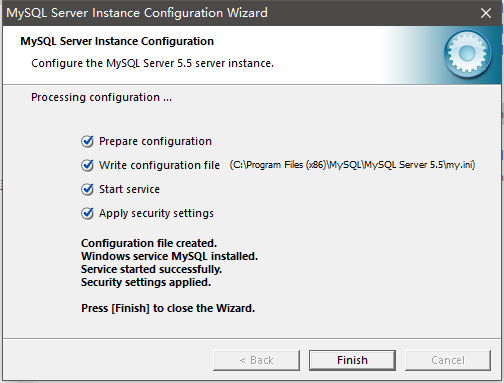 MySQL Server Instance Configuration Wizard
MySQL Server Instance Configuration
Configure the MySQL Server 5.5 server instance.
Processing configuration ...
Prepare configuration
Write configuration file (C:\Program Files (x86)\MySQL\MySQL Server 5.5\my.ini)
Start service
Apply security settings
Configuration file created.
Windows service MySQL installed.
Service started successfully.
Security settings applied.
Press [Finish] to close the Wizard.
< Back Finish Cancel